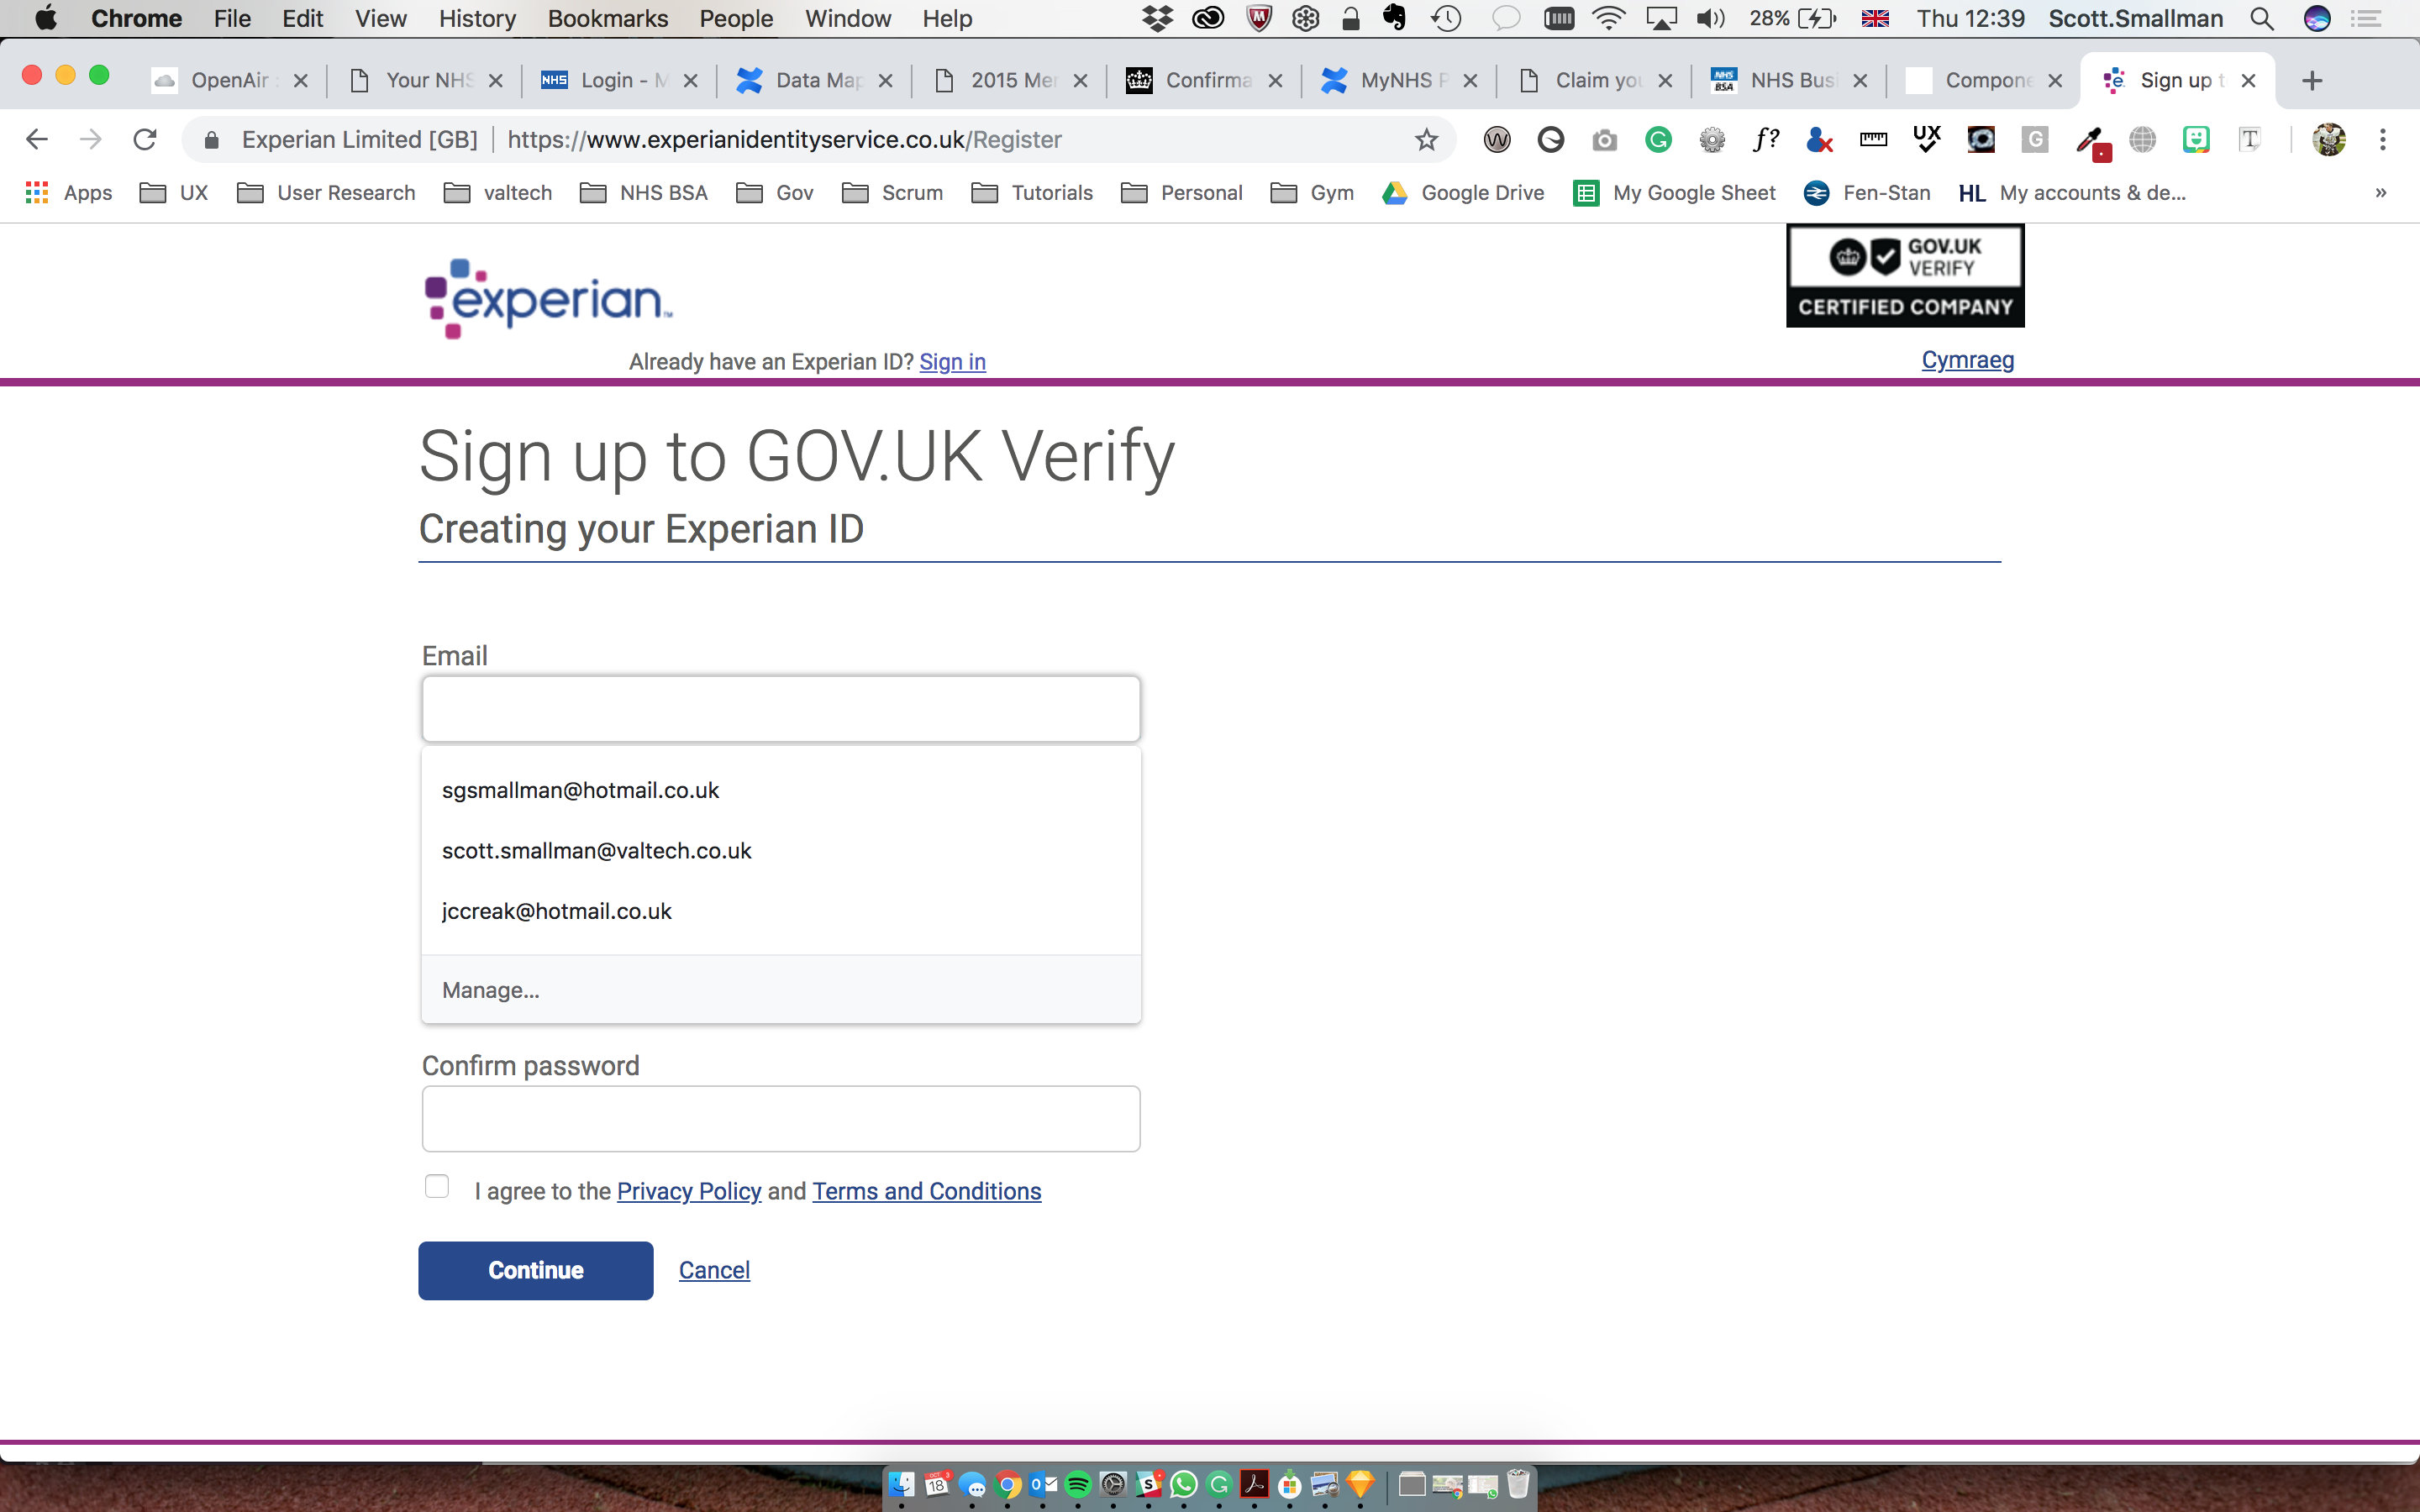 Chrome File Edit View History Bookmarks People Window Help 28% Thu 12:39 Scott.Smallman
OpenAir Your NHS Login - M Data Map 2015 Mer Confirma MyNHS P Claim you NHS Busi Compone Sign up t
Experian Limited [GB] https://www.experianidentityservice.co.uk/Register
Apps UX User Research valtech NHS BSA Gov Scrum Tutorials Personal Gym Google Drive My Google Sheet Fen-Stan HL My accounts & de... »
experian™
GOV.UK
VERIFY
CERTIFIED COMPANY
Already have an Experian ID? Sign in
Cymraeg
Sign up to GOV.UK Verify
Creating your Experian ID
Email
sgsmallman@hotmail.co.uk
scott.smallman@valtech.co.uk
jccreak@hotmail.co.uk
Manage...
Confirm password
I agree to the Privacy Policy and Terms and Conditions
Continue Cancel